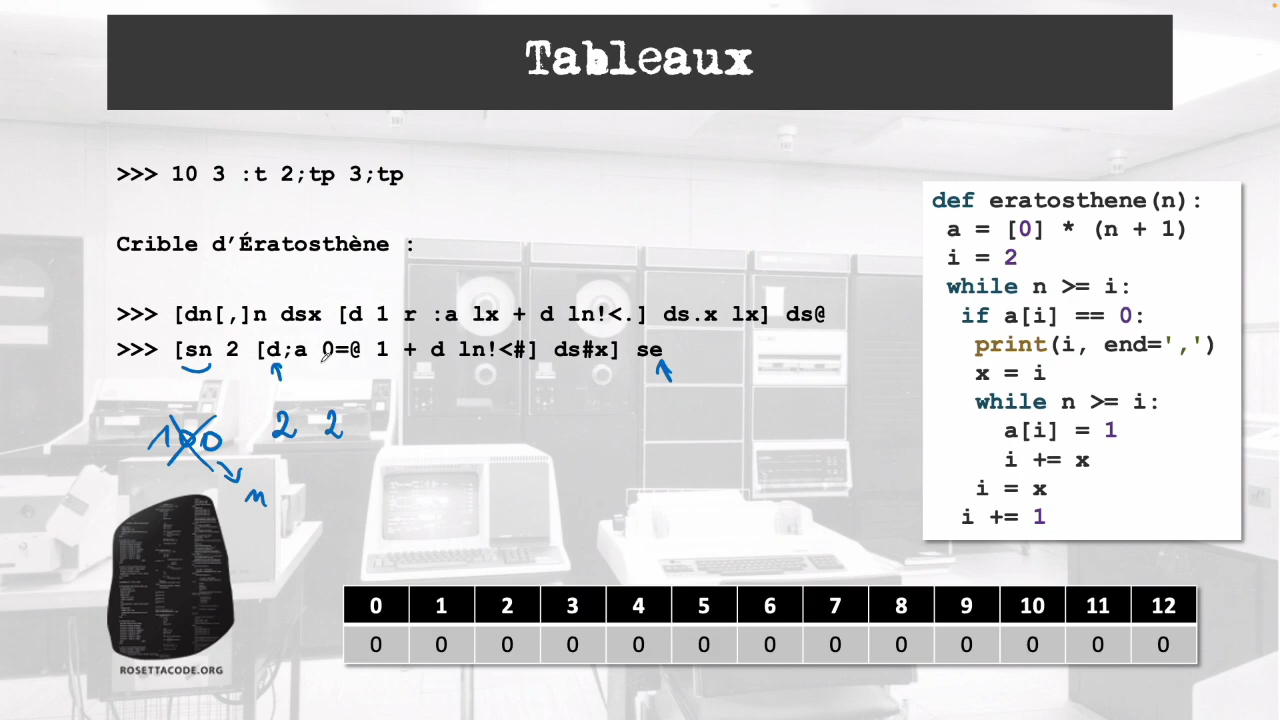 Tableaux
>>> 10 3 :t 2;tp 3;tp
Crible d’Ératosthène :
>>> [dn[,]n dsx [d 1 r :a lx + d ln!<.] ds.x lx] ds@
>>> [sn 2 [d;a 0=@ 1 + d ln!<#] ds#x] se
100
2 2
n
def eratosthene(n):
a = [0] * (n + 1)
i = 2
while n >= i:
if a[i] == 0:
print(i, end=',')
x = i
while n >= i:
a[i] = 1
i += x
i = x
i += 1
ROSETTACODE.ORG
0 1 2 3 4 5 6 7 8 9 10 11 12
0 0 0 0 0 0 0 0 0 0 0 0 0